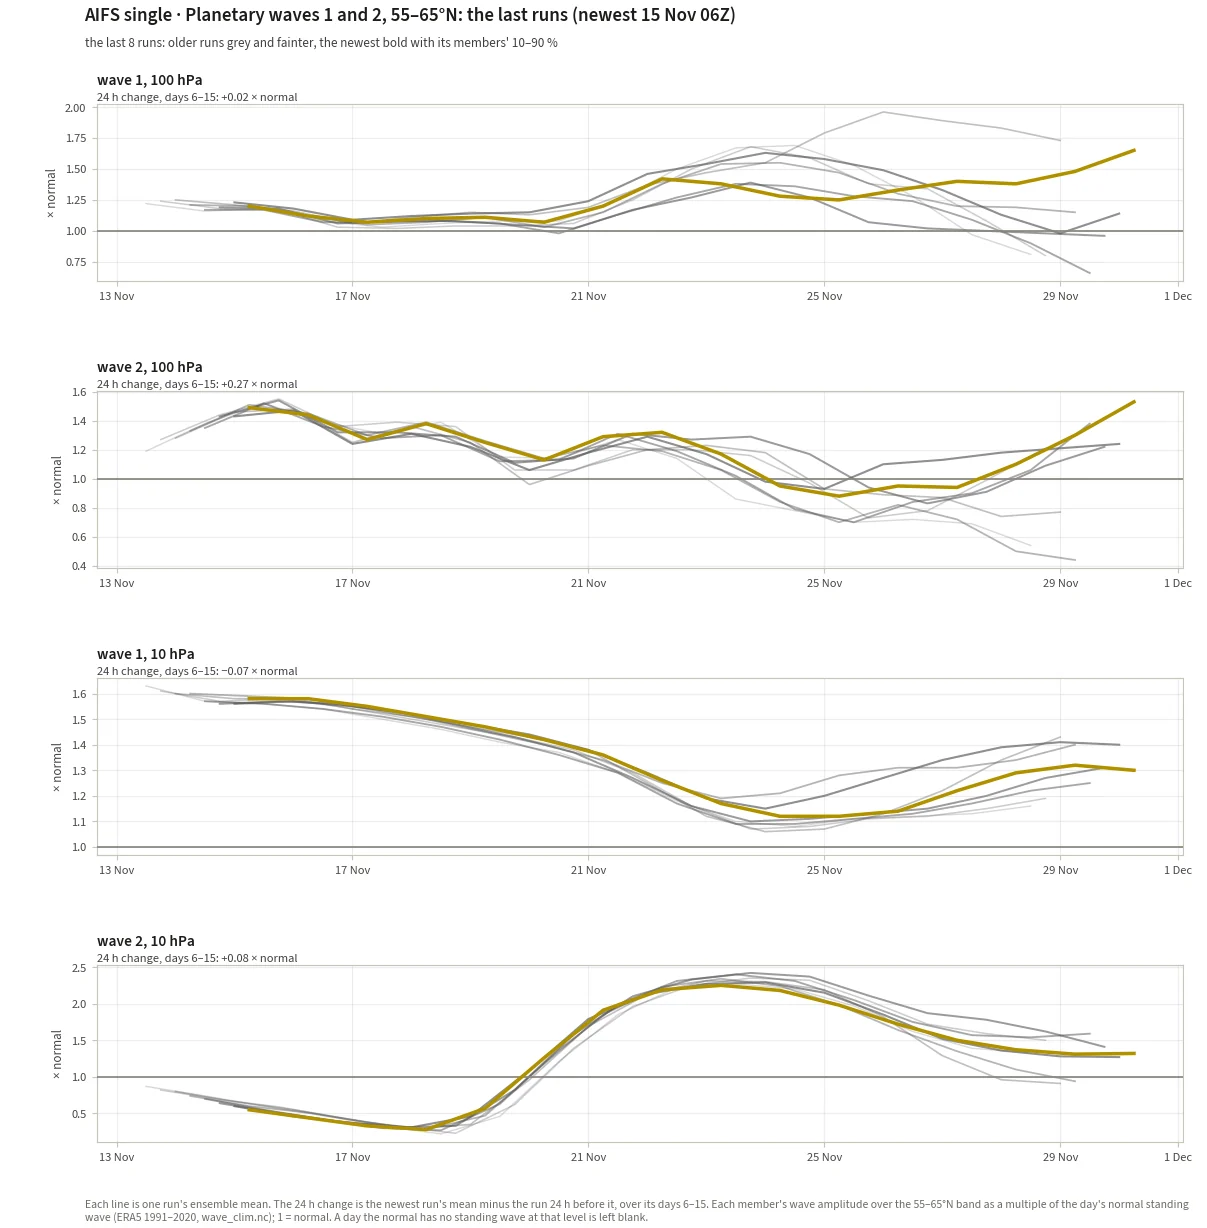 AIFS single · Planetary waves 1 and 2, 55–65°N: the last runs (newest 15 Nov 06Z)
the last 8 runs: older runs grey and fainter, the newest bold with its members' 10–90 %
wave 1, 100 hPa
24 h change, days 6–15: +0.02 × normal
2.00
1.75
1.50
1.25
1.00
0.75
× normal
13 Nov
17 Nov
21 Nov
25 Nov
29 Nov
1 Dec
wave 2, 100 hPa
24 h change, days 6–15: +0.27 × normal
1.6
1.4
1.2
1.0
0.8
0.6
0.4
× normal
13 Nov
17 Nov
21 Nov
25 Nov
29 Nov
1 Dec
wave 1, 10 hPa
24 h change, days 6–15: −0.07 × normal
1.6
1.5
1.4
1.3
1.2
1.1
1.0
× normal
13 Nov
17 Nov
21 Nov
25 Nov
29 Nov
1 Dec
wave 2, 10 hPa
24 h change, days 6–15: +0.08 × normal
2.5
2.0
1.5
1.0
0.5
× normal
13 Nov
17 Nov
21 Nov
25 Nov
29 Nov
1 Dec
Each line is one run's ensemble mean. The 24 h change is the newest run's mean minus the run 24 h before it, over its days 6–15. Each member's wave amplitude over the 55–65°N band as a multiple of the day's normal standing
wave (ERA5 1991–2020, wave_clim.nc); 1 = normal. A day the normal has no standing wave at that level is left blank.